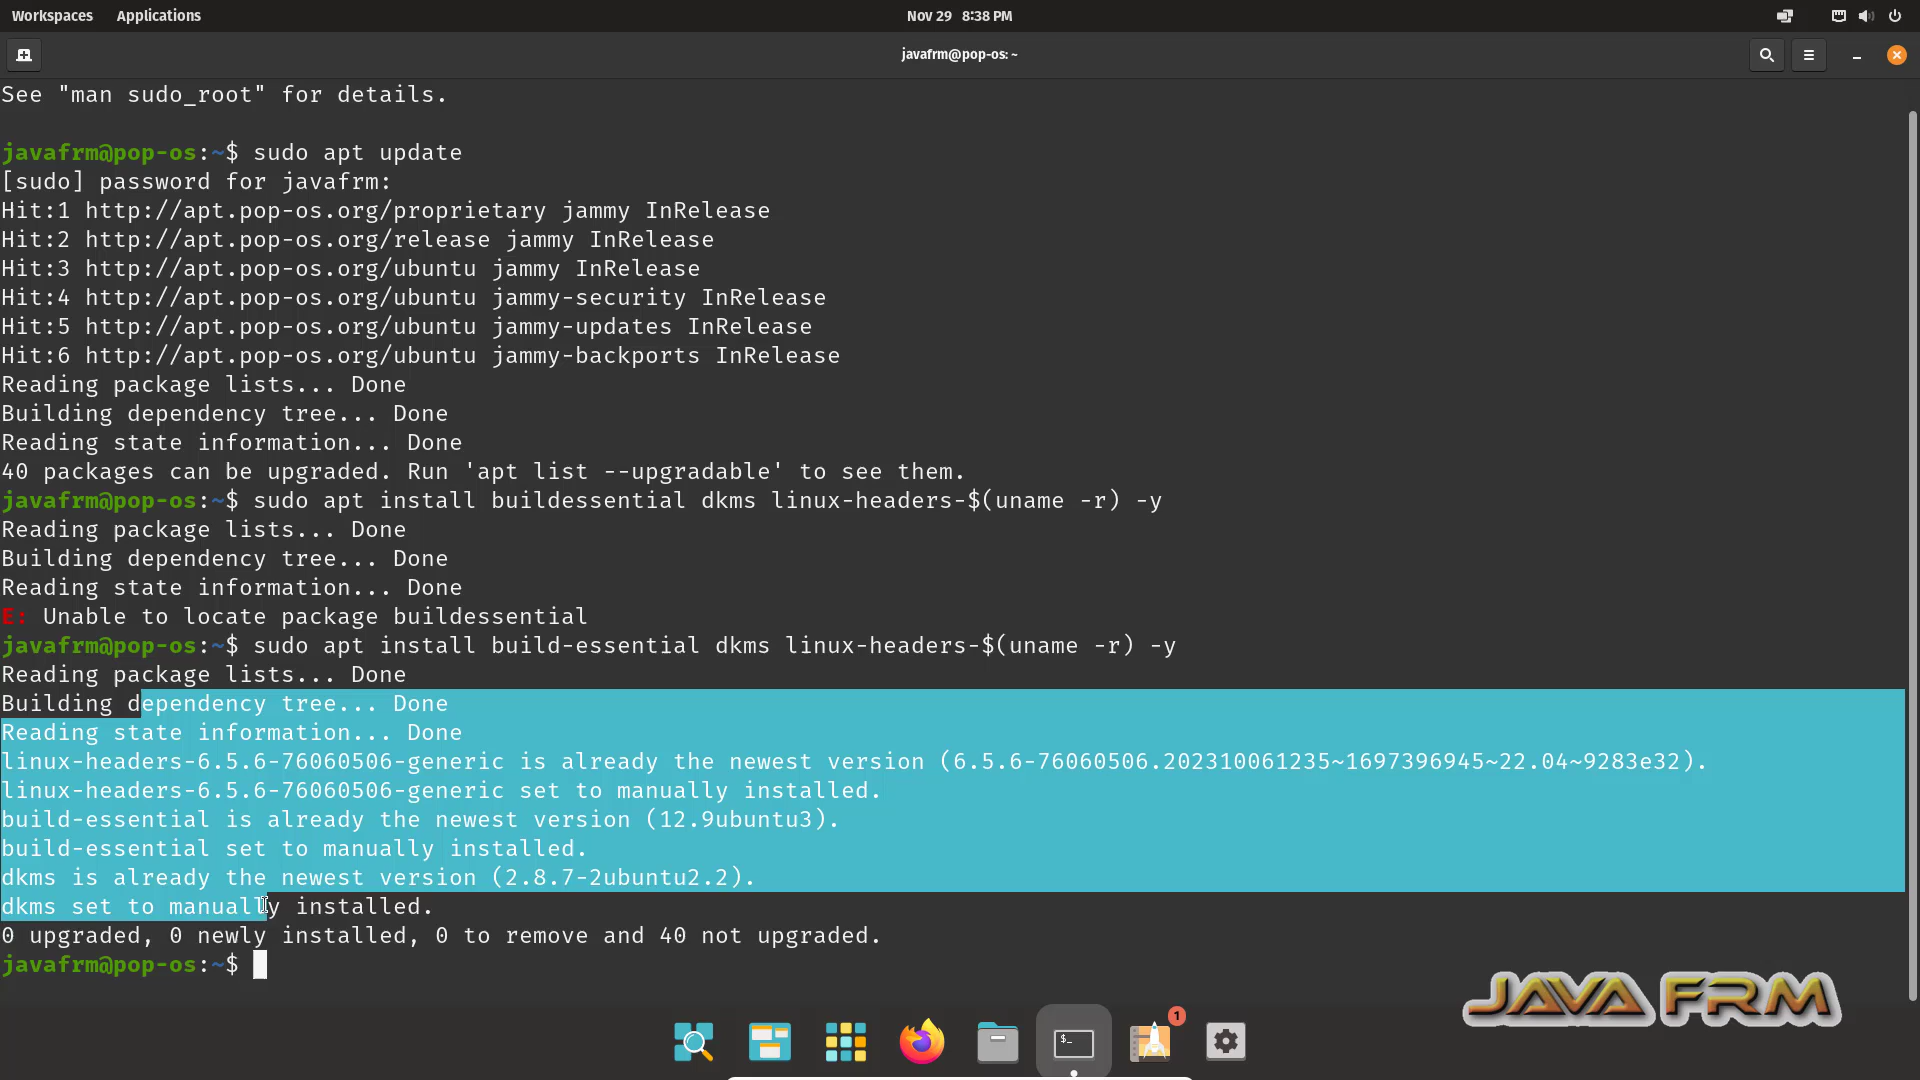 Workspaces Applications Nov 29 8:38 PM
javafrm@pop-os: ~
See "man sudo_root" for details.
javafrm@pop-os:~$ sudo apt update
[sudo] password for javafrm:
Hit:1 http://apt.pop-os.org/proprietary jammy InRelease
Hit:2 http://apt.pop-os.org/release jammy InRelease
Hit:3 http://apt.pop-os.org/ubuntu jammy InRelease
Hit:4 http://apt.pop-os.org/ubuntu jammy-security InRelease
Hit:5 http://apt.pop-os.org/ubuntu jammy-updates InRelease
Hit:6 http://apt.pop-os.org/ubuntu jammy-backports InRelease
Reading package lists... Done
Building dependency tree... Done
Reading state information... Done
40 packages can be upgraded. Run 'apt list --upgradable' to see them.
javafrm@pop-os:~$ sudo apt install buildessential dkms linux-headers-$(uname -r) -y
Reading package lists... Done
Building dependency tree... Done
Reading state information... Done
E: Unable to locate package buildessential
javafrm@pop-os:~$ sudo apt install build-essential dkms linux-headers-$(uname -r) -y
Reading package lists... Done
Building dependency tree... Done
Reading state information... Done
linux-headers-6.5.6-76060506-generic is already the newest version (6.5.6-76060506.202310061235~1697396945~22.04~9283e32).
linux-headers-6.5.6-76060506-generic set to manually installed.
build-essential is already the newest version (12.9ubuntu3).
build-essential set to manually installed.
dkms is already the newest version (2.8.7-2ubuntu2.2).
dkms set to manually installed.
0 upgraded, 0 newly installed, 0 to remove and 40 not upgraded.
javafrm@pop-os:~$
JAVA FRM
$_
1